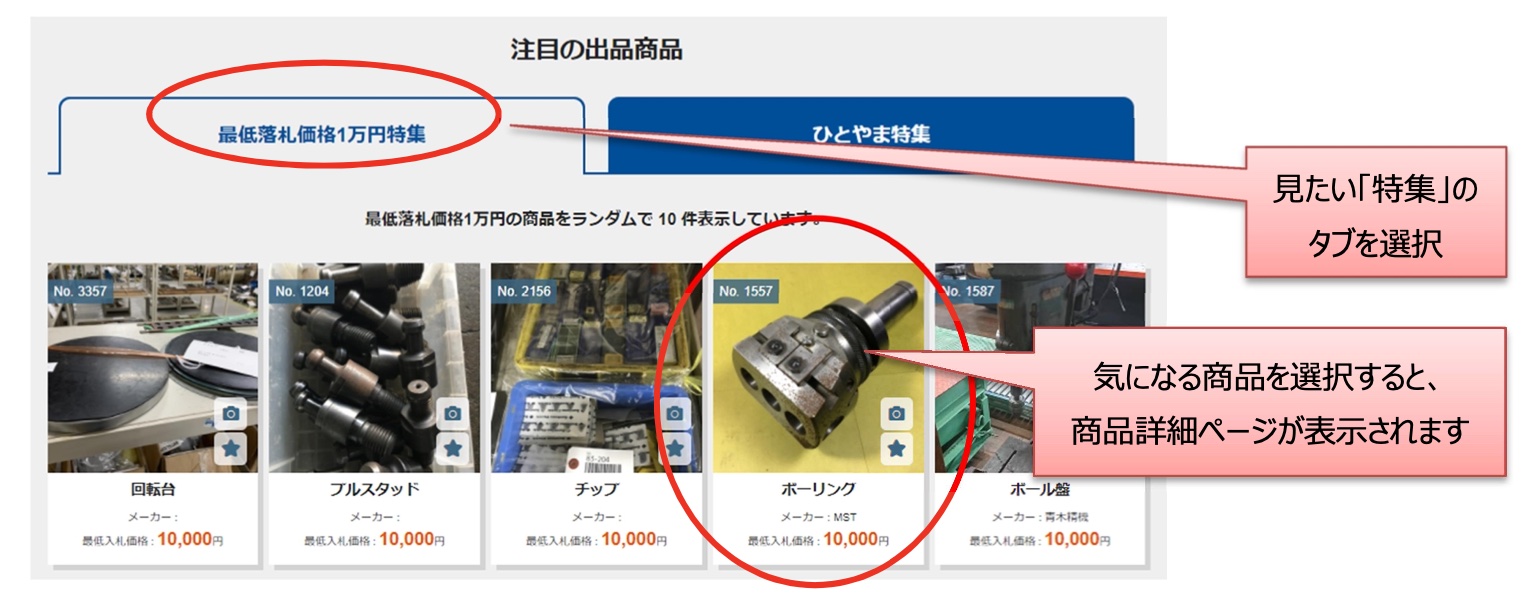 注目の出品商品
最低落札価格1万円特集
ひとやま特集
見たい「特集」の
タブを選択
最低落札価格1万円の商品をランダムで 10 件表示しています。
No. 3357
No. 1204
No. 2156
No. 1557
No. 1587
気になる商品を選択すると、
商品詳細ページが表示されます
R1-204
回転台
プルスタッド
チップ
ボーリング
ボール盤
メーカー :
メーカー :
メーカー :
メーカー : MST
メーカー : 青木精機
最低入札価格 : 10,000円
最低入札価格 : 10,000円
最低入札価格 : 10,000円
最低入札価格 : 10,000円
最低入札価格 : 10,000円